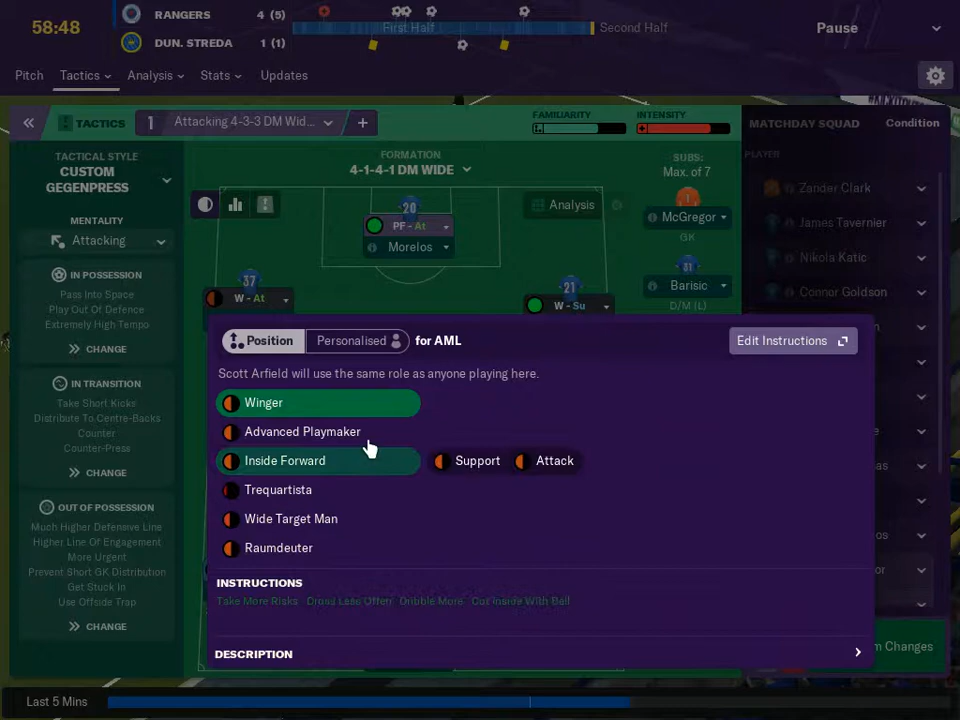 58:48
RANGERS 4 (5)
DUN. STREDA 1 (1)
First Half
Second Half
Pause
Pitch
Tactics
Analysis
Stats
Updates
TACTICS
1
Attacking 4-3-3 DM Wid...
+
FAMILIARITY
INTENSITY
MATCHDAY SQUAD
Condition
TACTICAL STYLE
CUSTOM
GEGENPRESS
MENTALITY
Attacking
IN POSSESSION
Pass Into Space
Play Out Of Defence
Extremely High Tempo
CHANGE
IN TRANSITION
Take Short Kicks
Distribute To Centre-Backs
Counter
Counter-Press
CHANGE
OUT OF POSSESSION
Much Higher Defensive Line
Higher Line Of Engagement
More Urgent
Prevent Short GK Distribution
Get Stuck In
Use Offside Trap
CHANGE
FORMATION
4-1-4-1 DM WIDE
Analysis
20
PF - At
Morelos
37
W - At
21
W - Su
SUBS:
Max. of 7
1
McGregor
GK
31
Barisic
D/M (L)
PLAYER
Zander Clark
James Tavernier
Nikola Katic
Connor Goldson
Position
Personalised
for AML
Edit Instructions
Scott Arfield will use the same role as anyone playing here.
Winger
Advanced Playmaker
Inside Forward
Support
Attack
Trequartista
Wide Target Man
Raumdeuter
INSTRUCTIONS
Take More Risks Cross Less Often Dribble More Cut Inside With Ball
DESCRIPTION
m Changes
Last 5 Mins